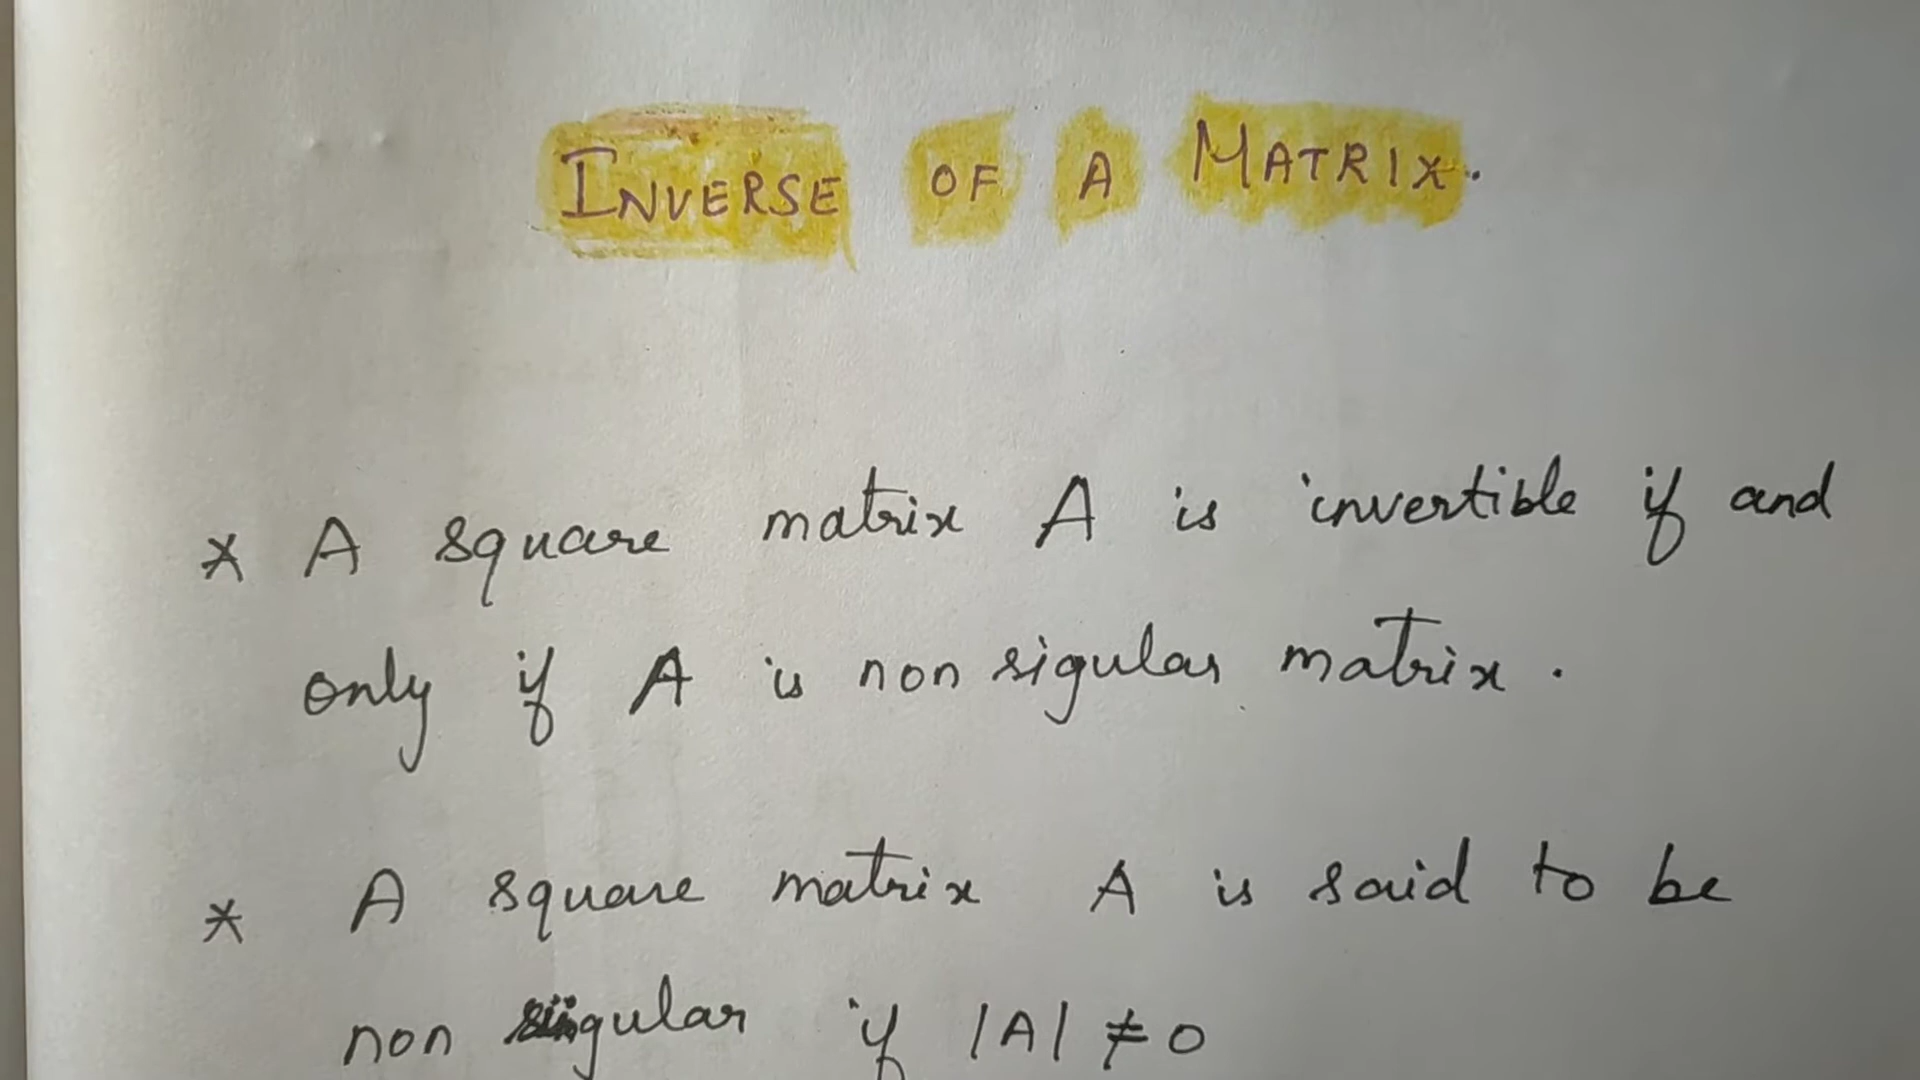 INVERSE OF A MATRIX.
* A square matrix A is invertible if and
only if A is non sigular matrix.
* A square matrix A is said to be
non singular if |A| ≠ 0